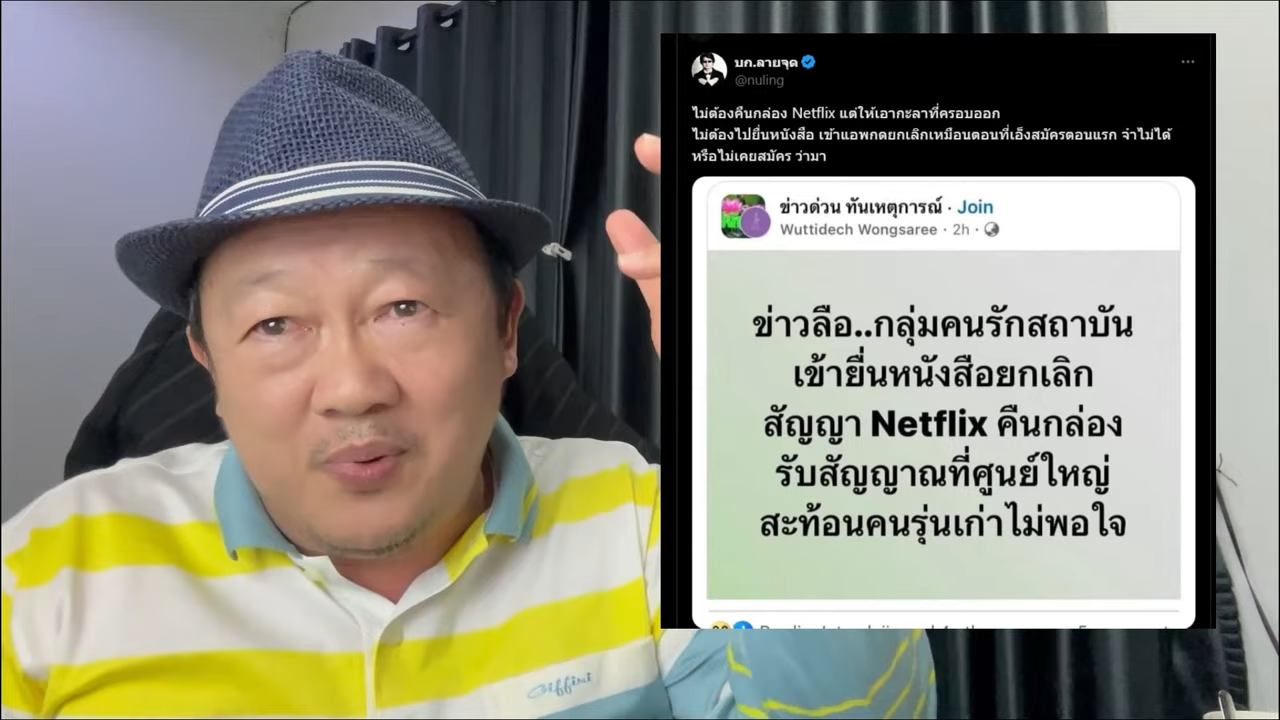 บก.ลายจุด
@nuling
ไม่ต้องคืนกล่อง Netflix แต่ให้เอากะลาที่ครอบออก
ไม่ต้องไปยื่นหนังสือ เข้าแอพกดยกเลิกเหมือนตอนที่เอ็งสมัครตอนแรก จำไม่ได้
หรือไม่เคยสมัคร ว่ามา
ข่าวด่วน ทันเหตุการณ์ · Join
Wuttidech Wongsaree · 2h ·
ข่าวลือ..กลุ่มคนรักสถาบัน
เข้ายื่นหนังสือยกเลิก
สัญญา Netflix คืนกล่อง
รับสัญญาณที่ศูนย์ใหญ่
สะท้อนคนรุ่นเก่าไม่พอใจ
Giffini